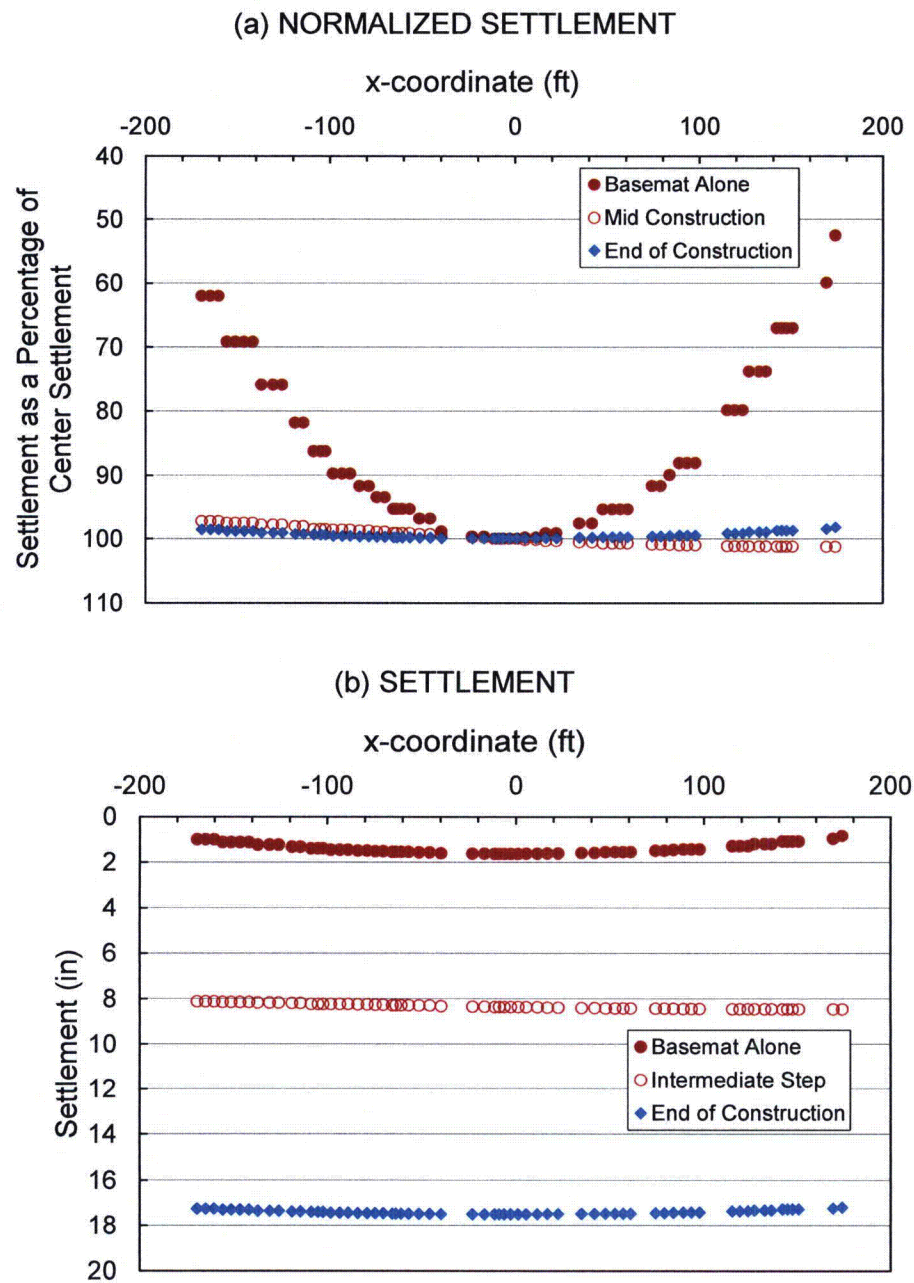 (a) NORMALIZED SETTLEMENT
x-coordinate (ft)
-200 -100 0 100 200
Settlement as a Percentage of
Center Settlement
40
50
60
70
80
90
100
110
Basemat Alone
Mid Construction
End of Construction
(b) SETTLEMENT
x-coordinate (ft)
-200 -100 0 100 200
Settlement (in)
0
2
4
6
8
10
12
14
16
18
20
Basemat Alone
Intermediate Step
End of Construction